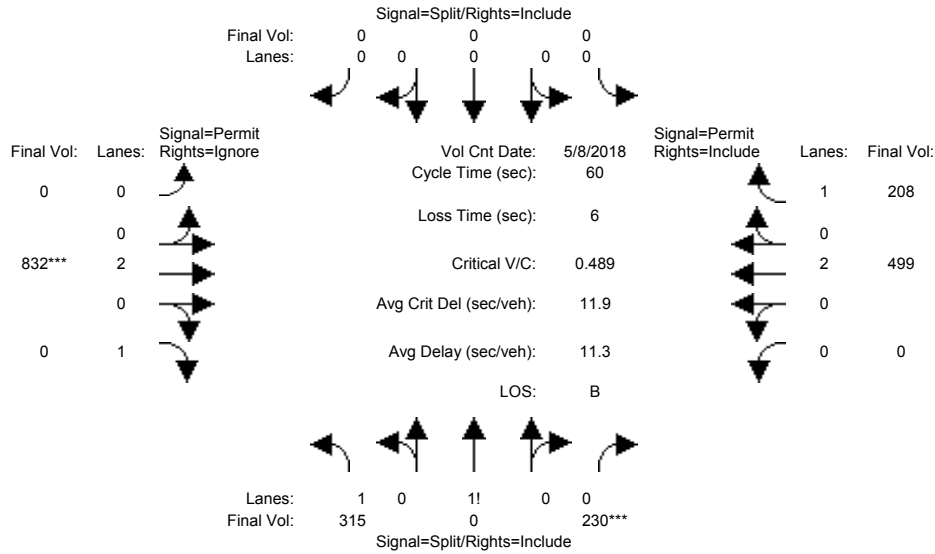 Signal=Split/Rights=Include
Final Vol: 0 0 0
Lanes: 0 0 0 0 0
Signal=Permit
Final Vol: Lanes: Rights=Ignore
Vol Cnt Date: 5/8/2018
Signal=Permit
Rights=Include Lanes: Final Vol:
Cycle Time (sec): 60
0 0
1 208
Loss Time (sec): 6
0
0
832*** 2
Critical V/C: 0.489
2 499
0
Avg Crit Del (sec/veh): 11.9
0
0 1
Avg Delay (sec/veh): 11.3
0 0
LOS: B
Lanes: 1 0 1! 0 0
Final Vol: 315 0 230***
Signal=Split/Rights=Include